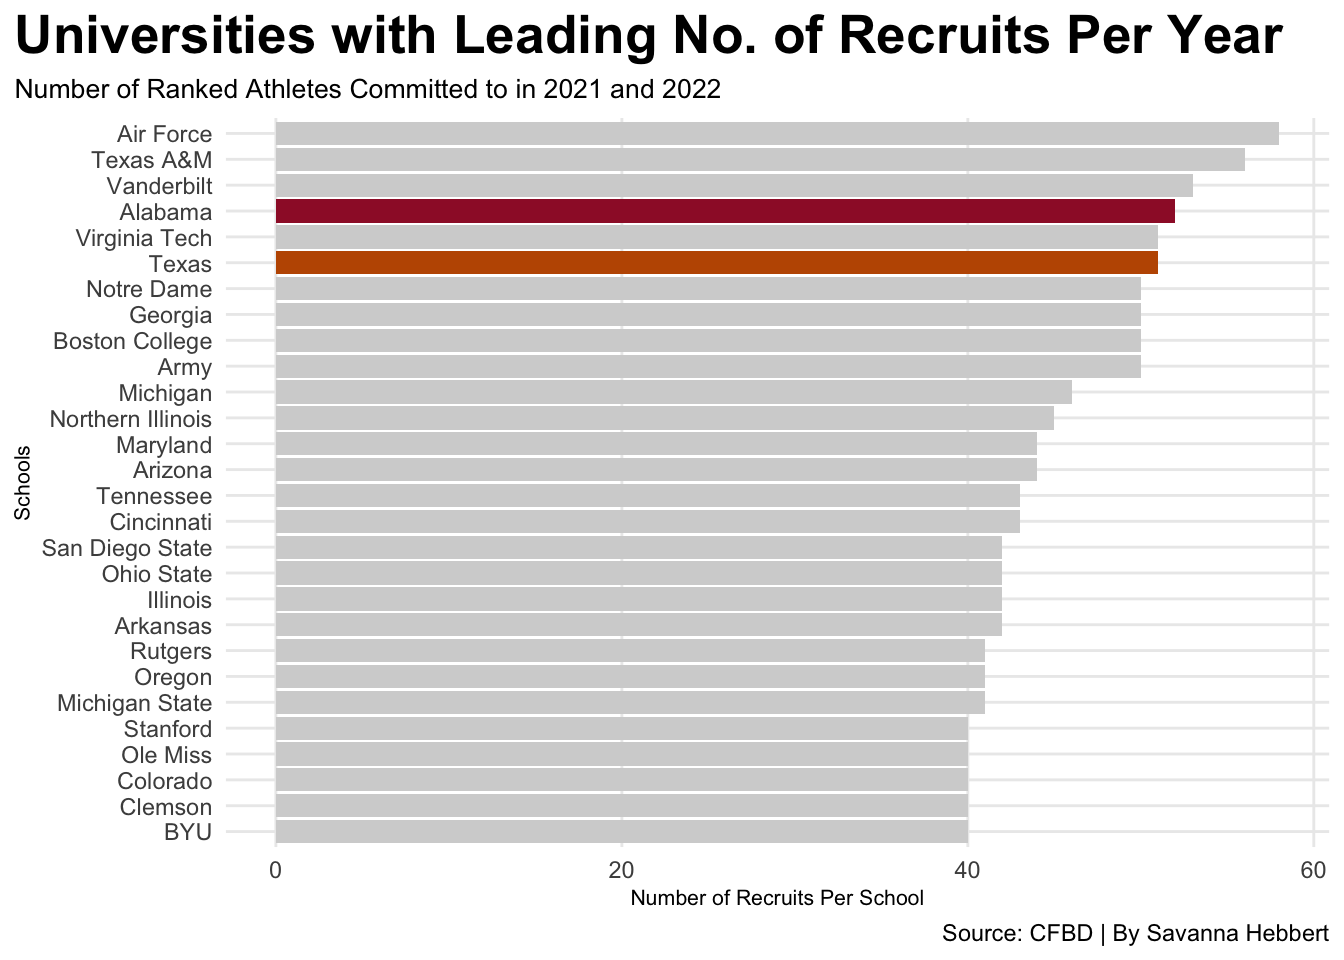 Universities with Leading No. of Recruits Per Year
Number of Ranked Athletes Committed to in 2021 and 2022
Schools
Air Force
Texas A&M
Vanderbilt
Alabama
Virginia Tech
Texas
Notre Dame
Georgia
Boston College
Army
Michigan
Northern Illinois
Maryland
Arizona
Tennessee
Cincinnati
San Diego State
Ohio State
Illinois
Arkansas
Rutgers
Oregon
Michigan State
Stanford
Ole Miss
Colorado
Clemson
BYU
0 20 40 60
Number of Recruits Per School
Source: CFBD | By Savanna Hebbert